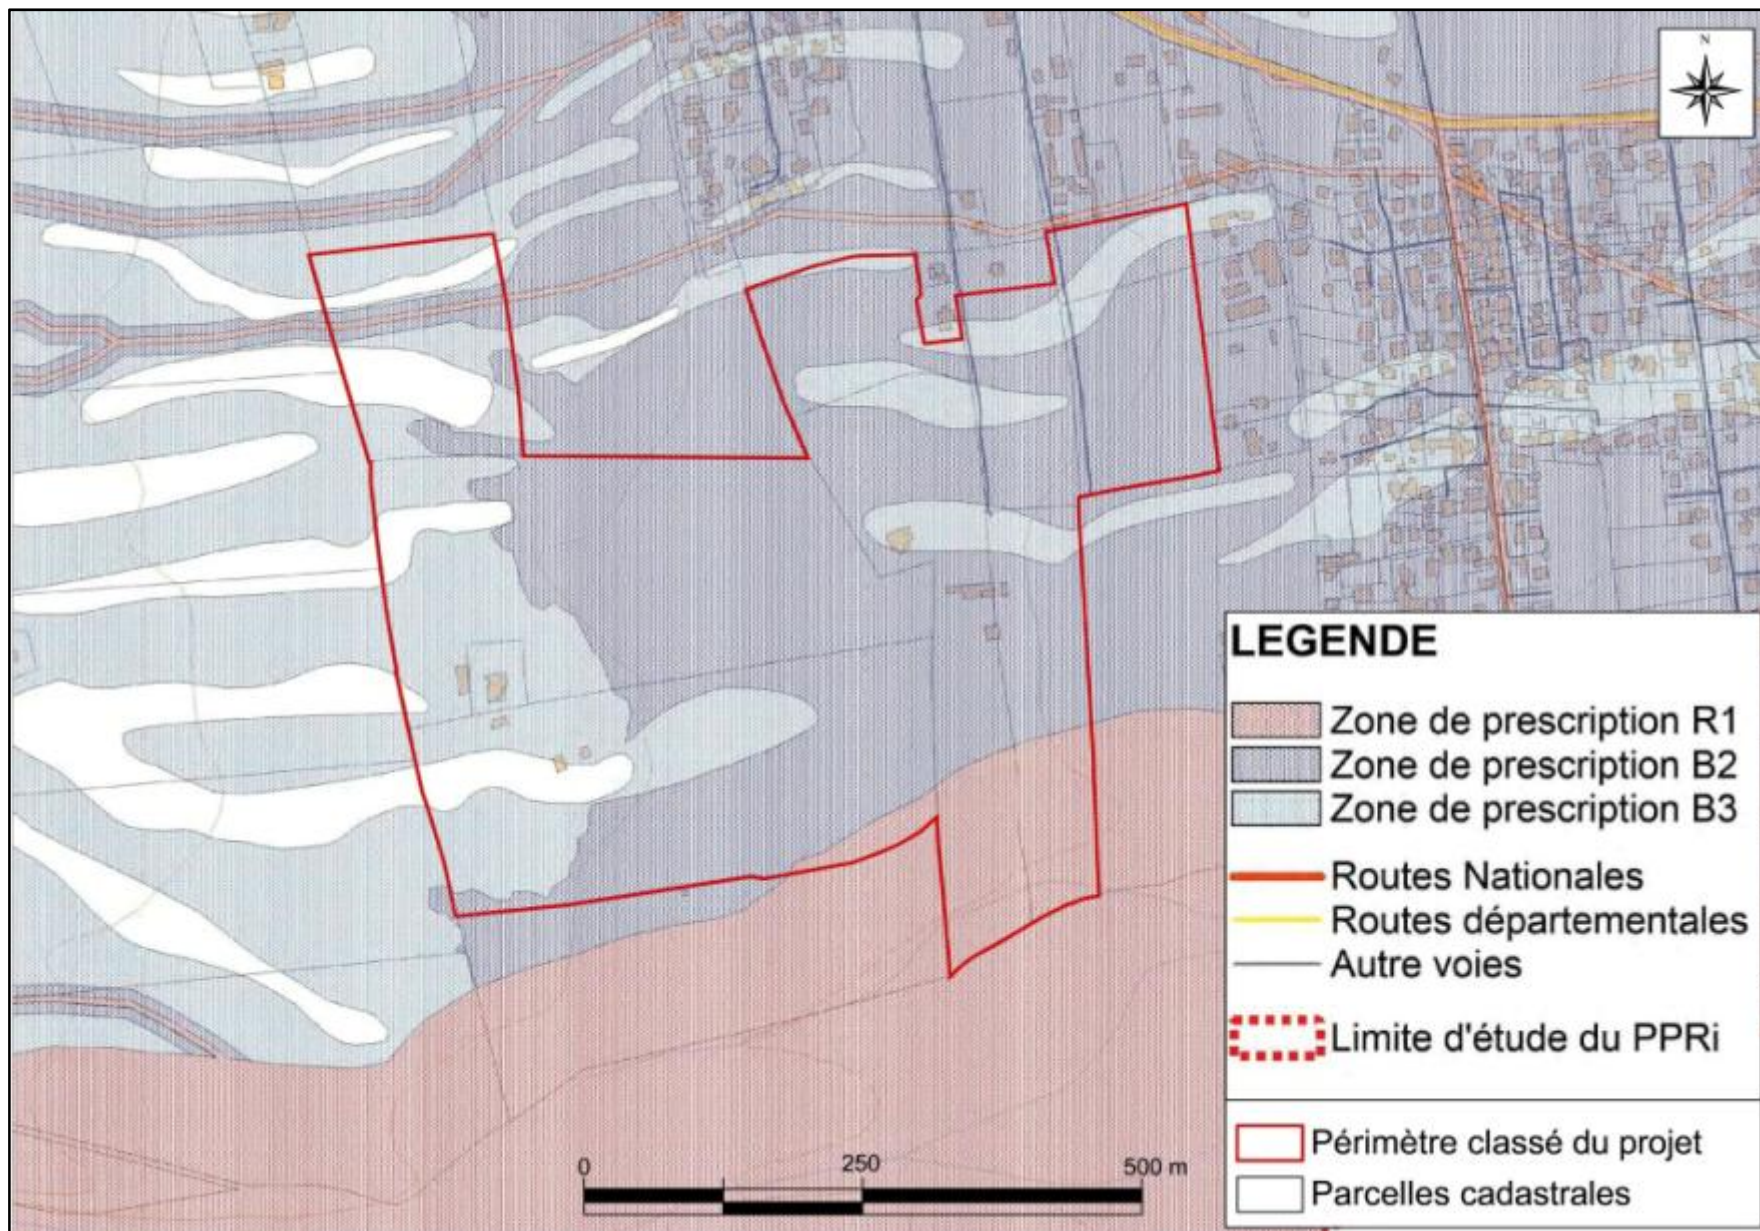 N
LEGENDE
Zone de prescription R1
Zone de prescription B2
Zone de prescription B3
Routes Nationales
Routes départementales
Autre voies
Limite d'étude du PPRi
Périmètre classé du projet
Parcelles cadastrales
0 250 500 m